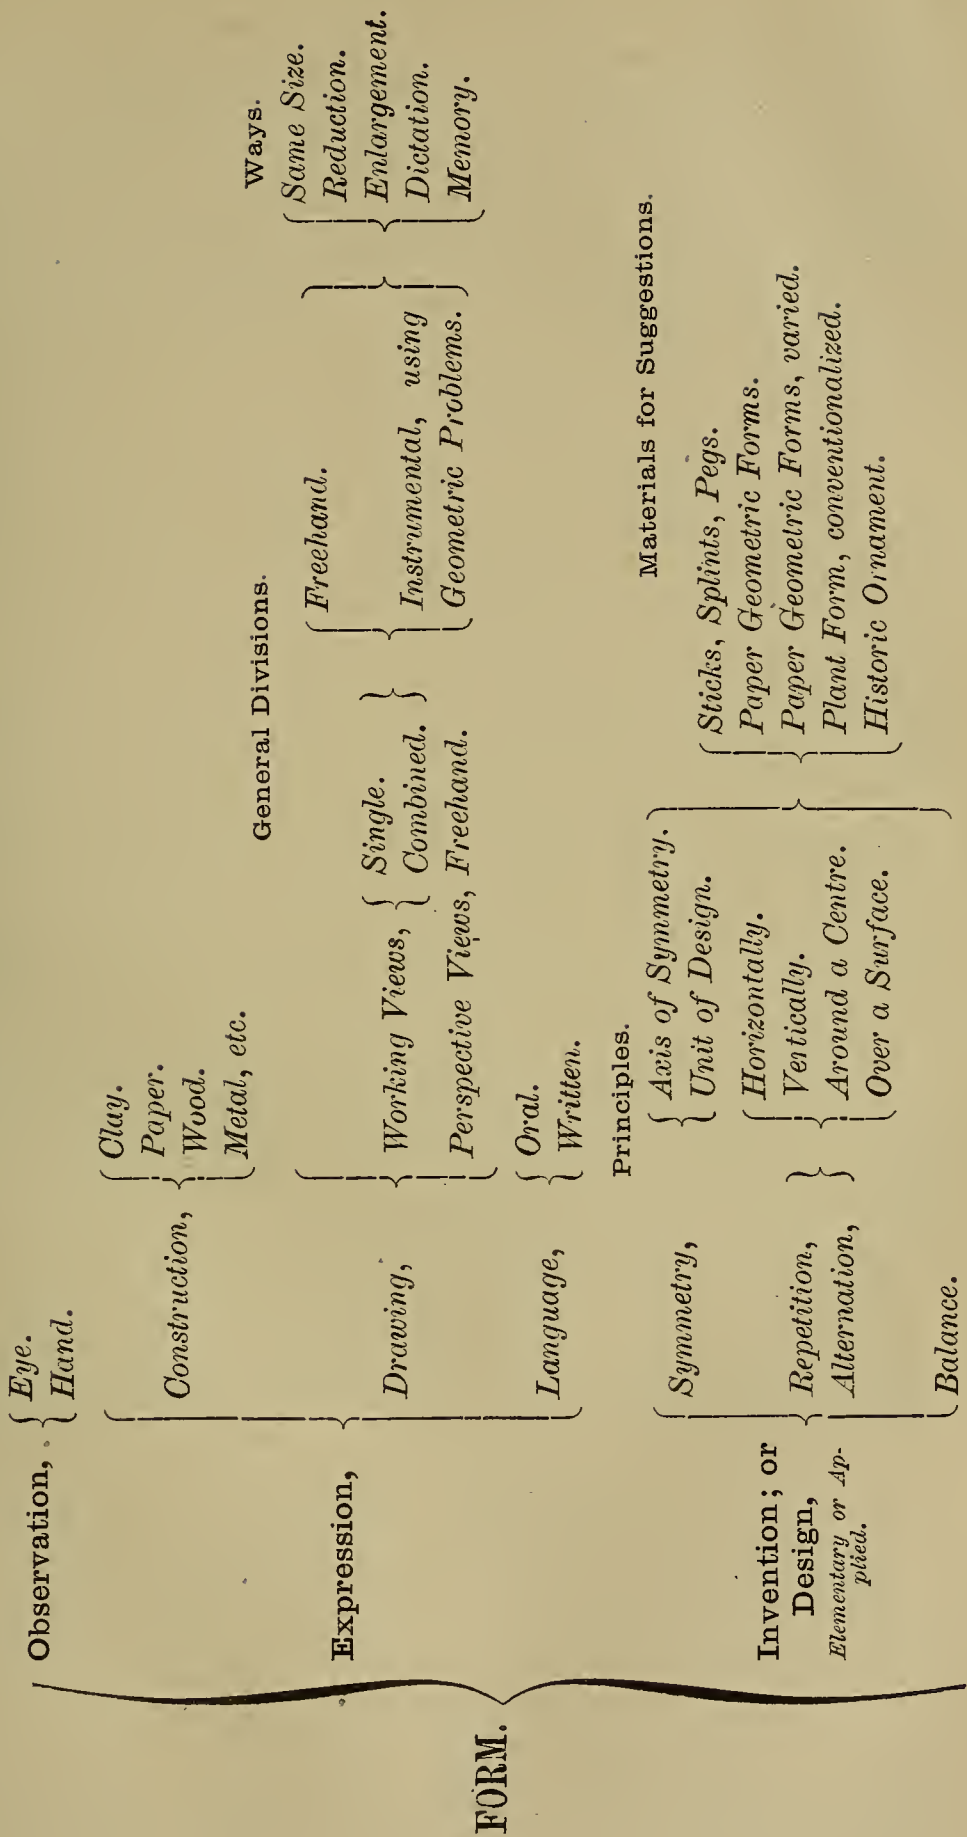 FORM.
Observation,
Eye.
Hand.
Expression,
Construction,
Clay.
Paper.
Wood.
Metal, etc.
General Divisions.
Ways.
Drawing,
Working Views,
Single.
Combined.
Perspective Views, Freehand.
Freehand.
Instrumental, using
Geometric Problems.
Same Size.
Reduction.
Enlargement.
Dictation.
Memory.
Language,
Oral.
Written.
Invention; or
Design,
Elementary or Ap-
plied.
Principles.
Materials for Suggestions.
Symmetry,
Axis of Symmetry.
Unit of Design.
Repetition,
Alternation,
Horizontally.
Vertically.
Around a Centre.
Over a Surface.
Balance.
Sticks, Splints, Pegs.
Paper Geometric Forms.
Paper Geometric Forms, varied.
Plant Form, conventionalized.
Historic Ornament.